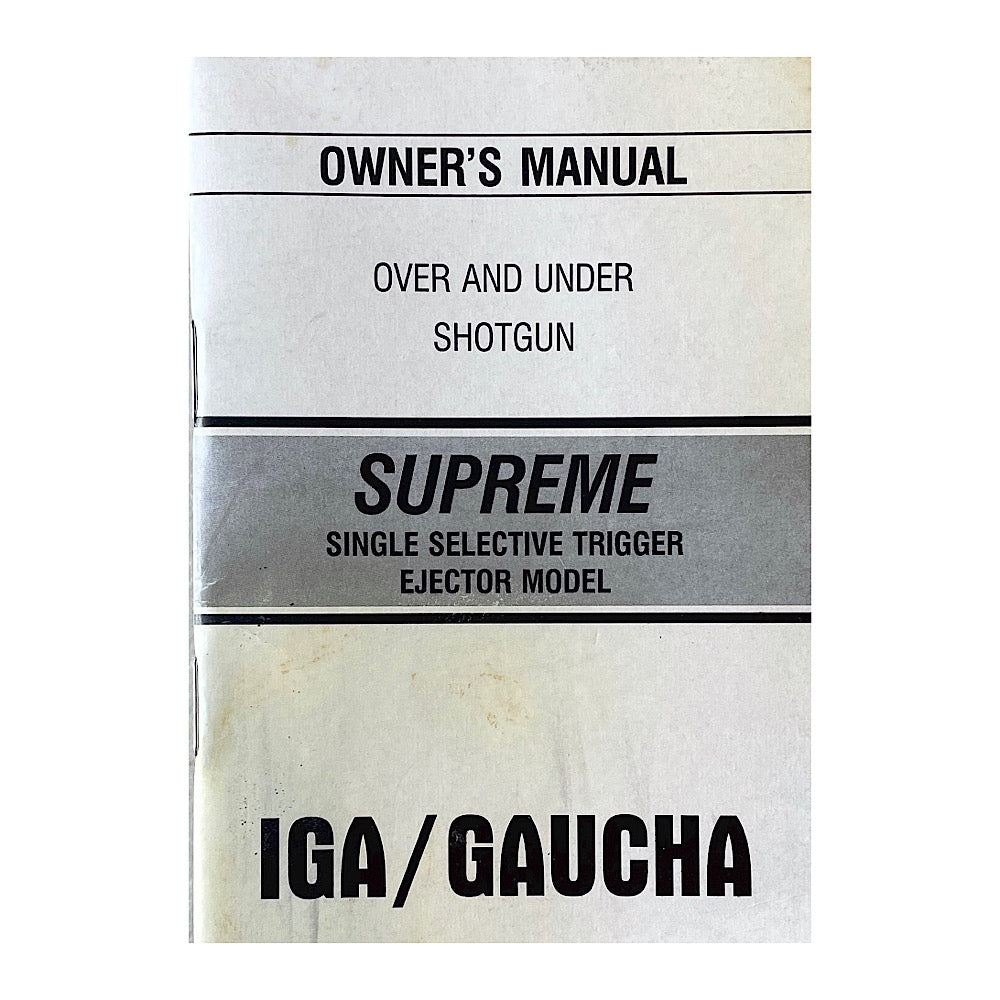 OWNER'S MANUAL
OVER AND UNDER
SHOTGUN
SUPREME
SINGLE SELECTIVE TRIGGER
EJECTOR MODEL
IGA/GAUCHA